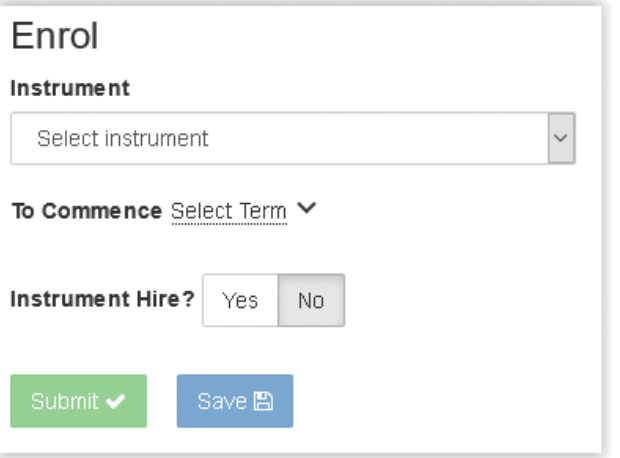 Enrol
Instrument
Select instrument
To Commence Select Term
Instrument Hire? Yes No
Submit Save